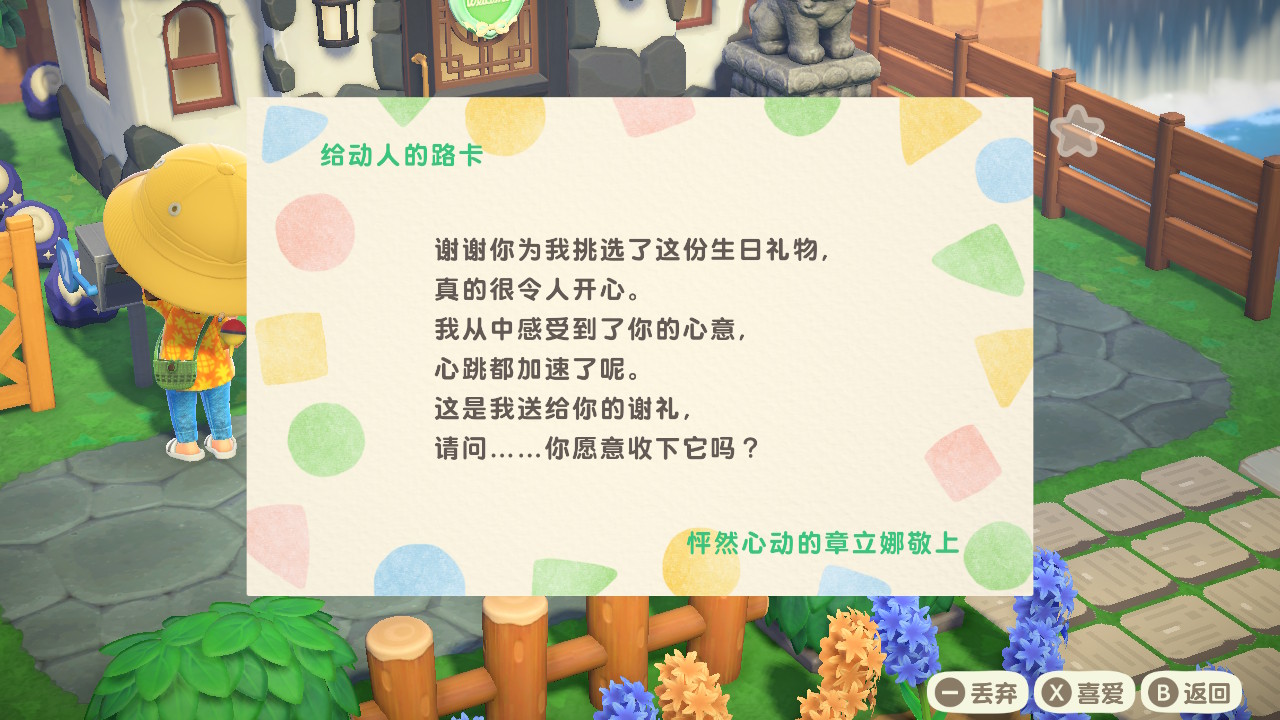 Welcome
给动人的路卡
谢谢你为我挑选了这份生日礼物,
真的很令人开心。
我从中感受到了你的心意,
心跳都加速了呢。
这是我送给你的谢礼,
请问……你愿意收下它吗？
怦然心动的章立娜敬上
丢弃
X 喜爱
B 返回